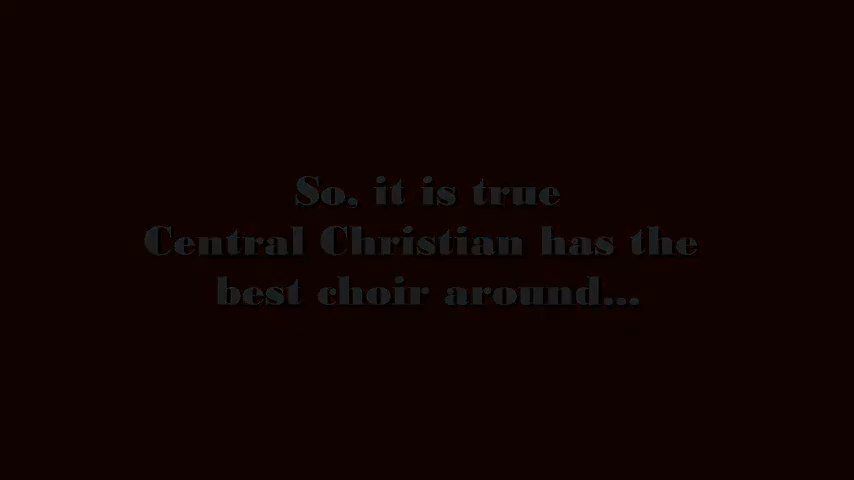 So, it is true
Central Christian has the
best choir around...